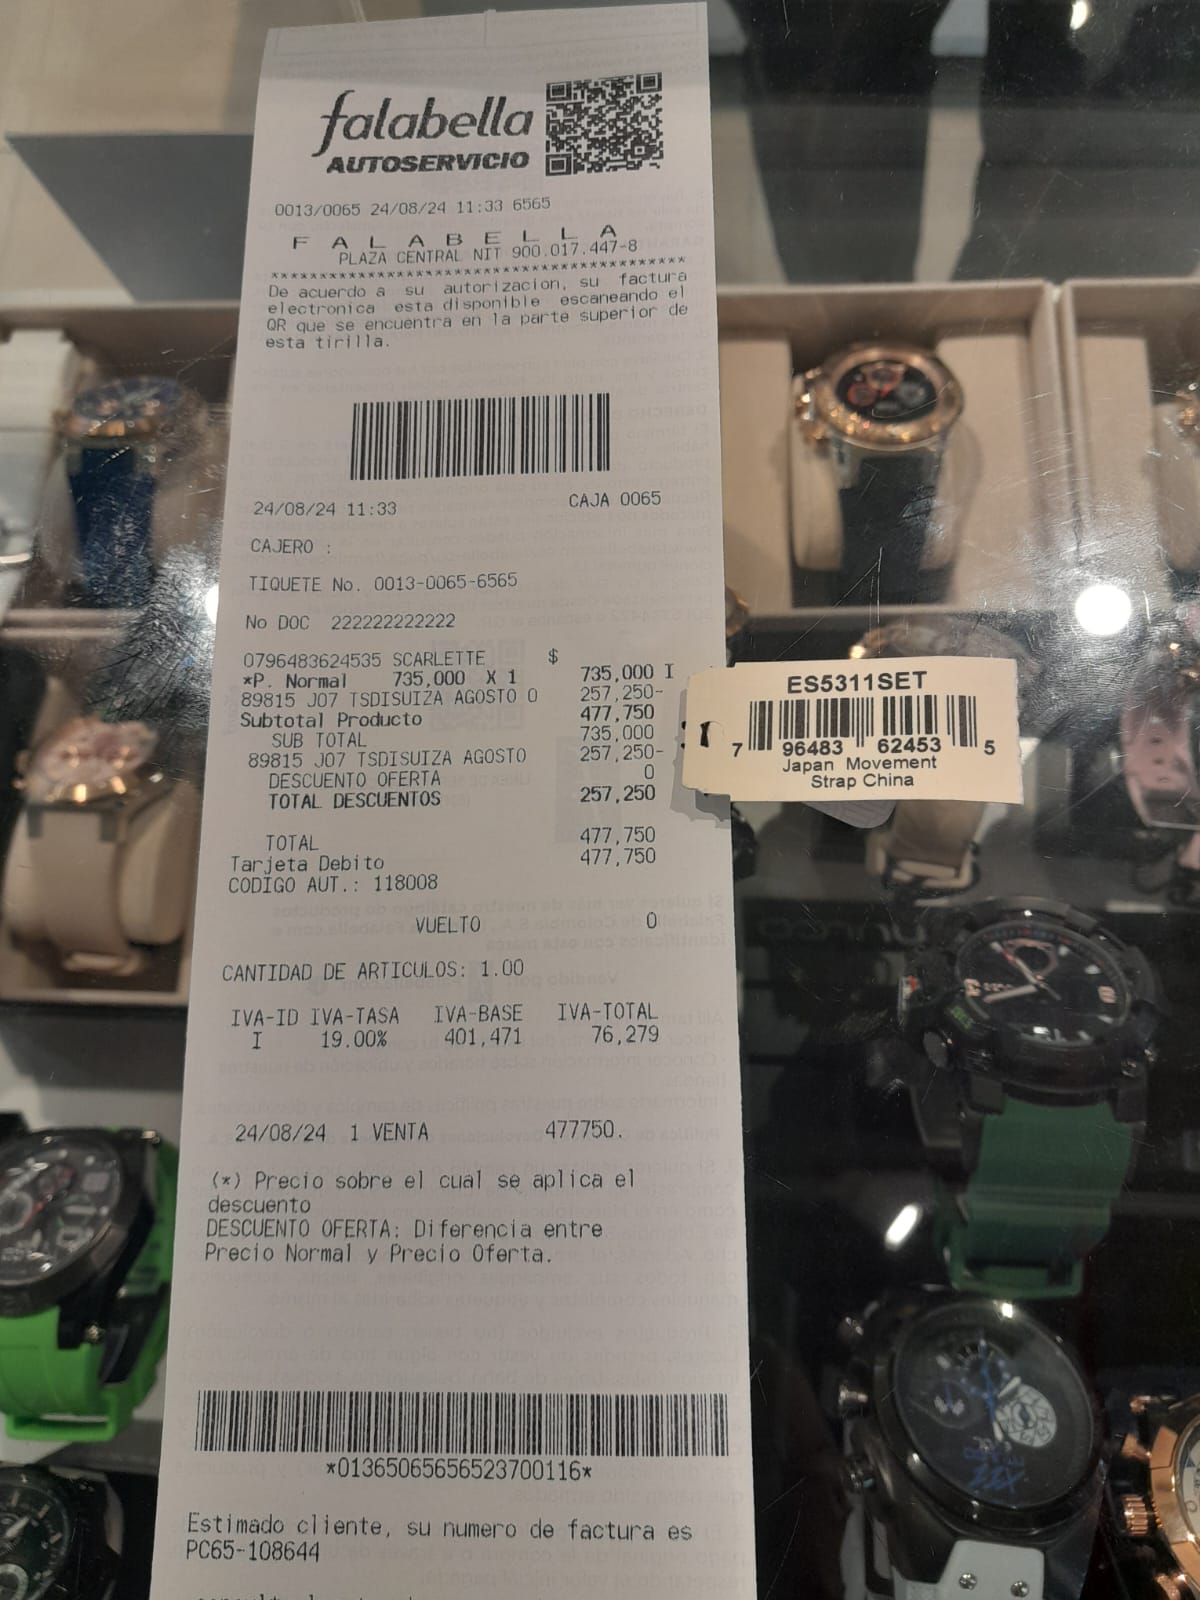 falabella
AUTOSERVICIO
0013/0065 24/08/24 11:33 6565
F A L A B E L L A
PLAZA CENTRAL NIT 900.017.447-8
******************************************
De acuerdo a su autorizacion, su factura
electronica esta disponible escaneando el
QR que se encuentra en la parte superior de
esta tirilla.
24/08/24 11:33 CAJA 0065
CAJERO :
TIQUETE No. 0013-0065-6565
No DOC 222222222222
0796483624535 SCARLETTE $ 735,000 I
*P. Normal 735,000 X 1
89815 J07 TSDISUIZA AGOSTO 0 257,250-
Subtotal Producto 477,750
SUB TOTAL 735,000
89815 J07 TSDISUIZA AGOSTO 257,250-
DESCUENTO OFERTA 0
TOTAL DESCUENTOS 257,250
TOTAL 477,750
Tarjeta Debito 477,750
CODIGO AUT.: 118008
VUELTO 0
CANTIDAD DE ARTICULOS: 1.00
IVA-ID IVA-TASA IVA-BASE IVA-TOTAL
I 19.00% 401,471 76,279
24/08/24 1 VENTA 477750.
(*) Precio sobre el cual se aplica el
descuento
DESCUENTO OFERTA: Diferencia entre
Precio Normal y Precio Oferta.
*01365065656523700116*
Estimado cliente, su numero de factura es
PC65-108644
ES5311SET
7 96483 62453 5
Japan Movement
Strap China